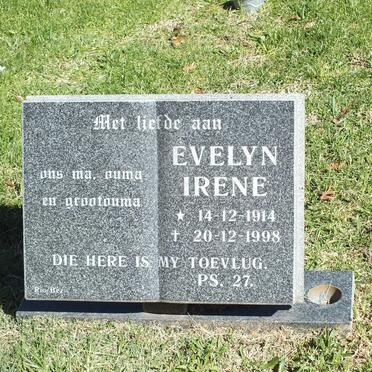 Met liefde aan
ons ma, ouma
en grootouma
EVELYN
IRENE
★ 14-12-1914
† 20-12-1998
DIE HERE IS MY TOEVLUG.
PS. 27.